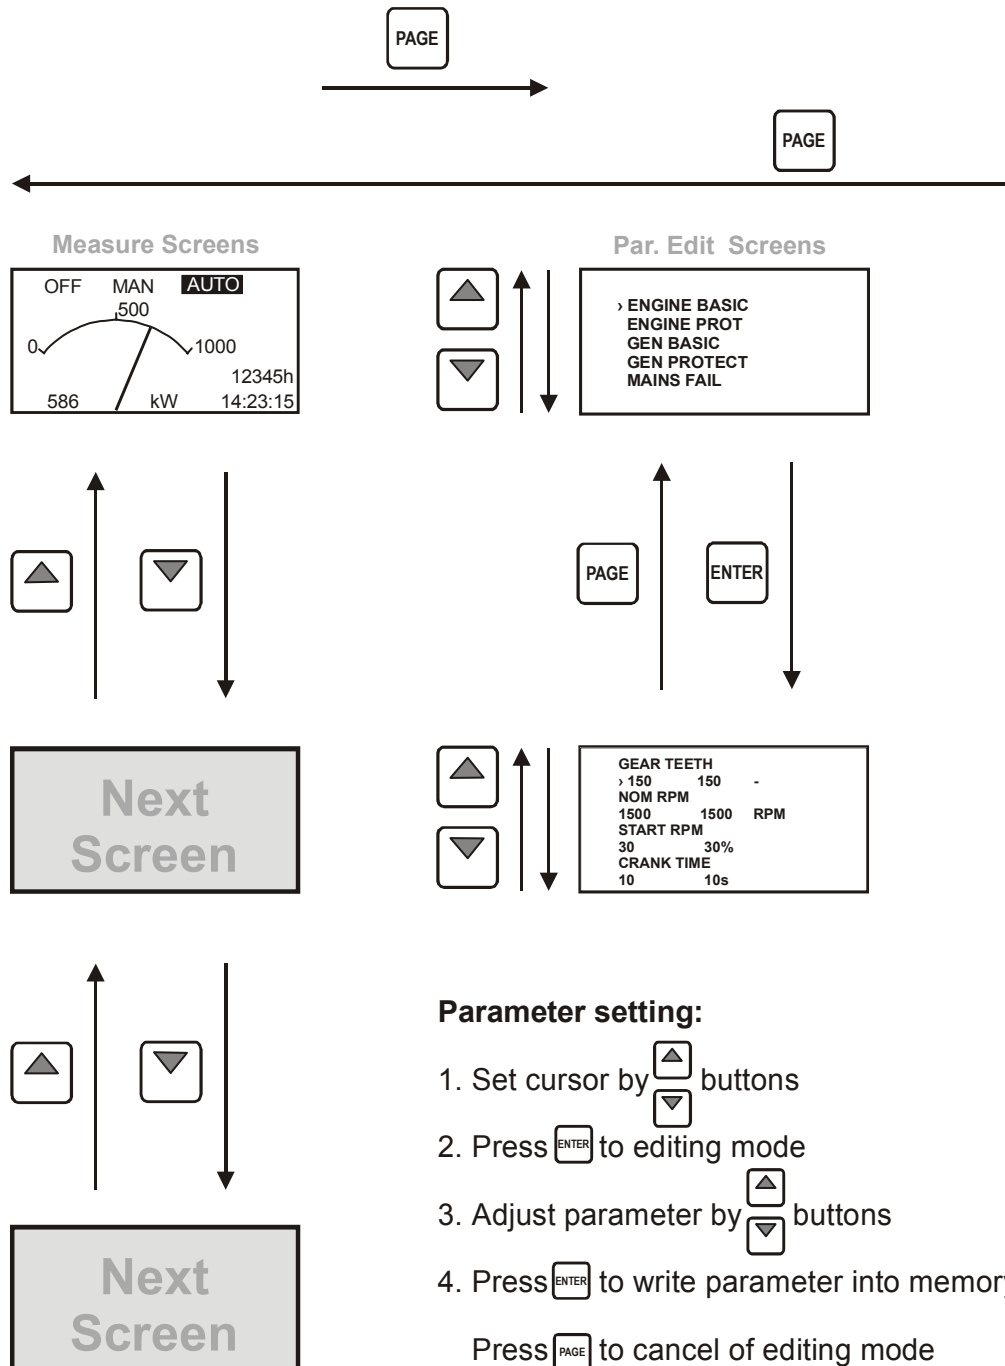 PAGE
PAGE
Measure Screens
OFF MAN AUTO
500
0 1000
12345h
586 kW 14:23:15
Par. Edit Screens
› ENGINE BASIC
ENGINE PROT
GEN BASIC
GEN PROTECT
MAINS FAIL
PAGE
ENTER
Next
Screen
GEAR TEETH
› 150 150 -
NOM RPM
1500 1500 RPM
START RPM
30 30%
CRANK TIME
10 10s
Parameter setting:
1. Set cursor by buttons
2. Press ENTER to editing mode
3. Adjust parameter by buttons
4. Press ENTER to write parameter into memory
Press PAGE to cancel of editing mode
Next
Screen